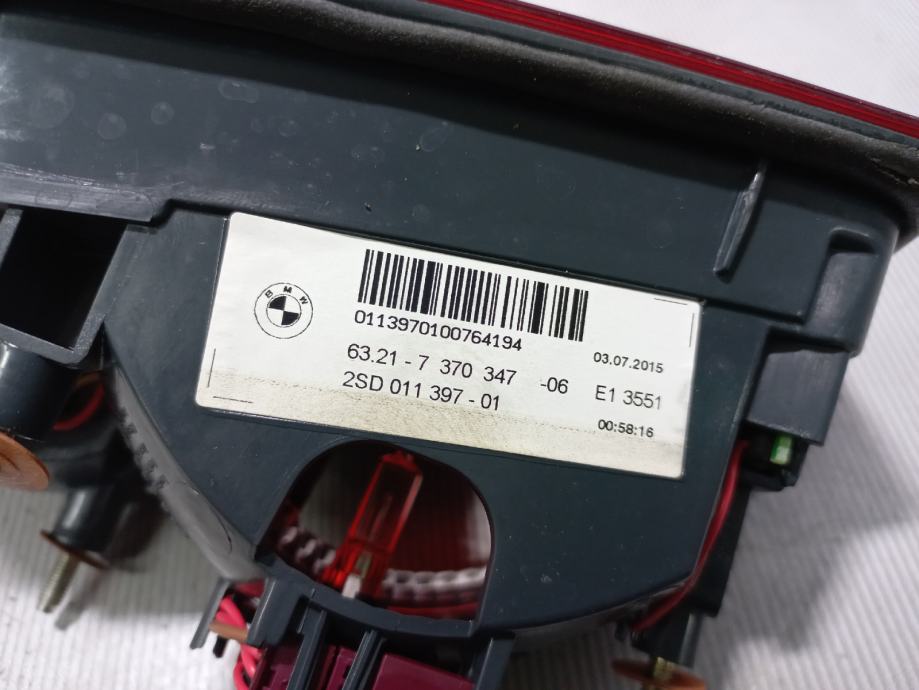 BMW
0113970100764194
63.21 - 7 370 347 -06
2SD 011 397 - 01
03.07.2015
E1 3551
00:58:16